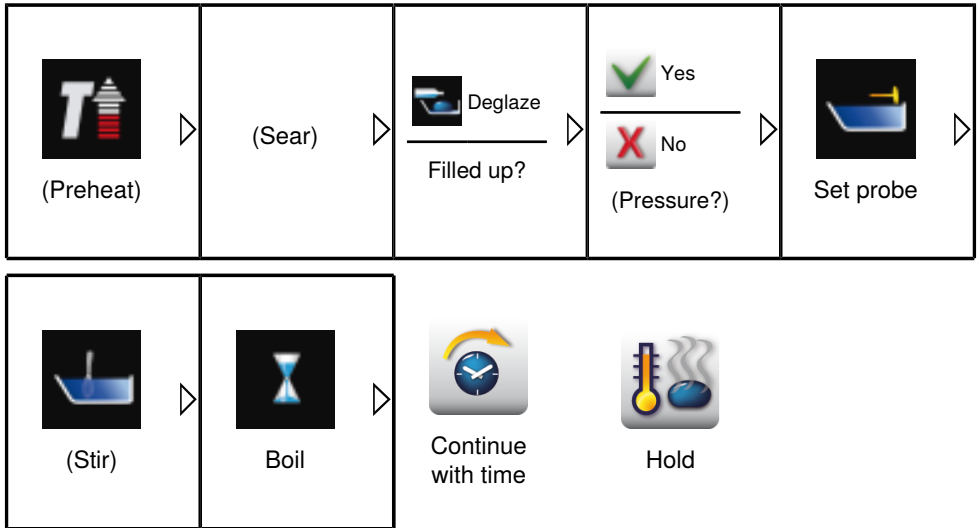 T
(Preheat)
(Sear)
Deglaze
Filled up?
Yes
X No
(Pressure?)
Set probe
(Stir)
Boil
Continue
with time
Hold